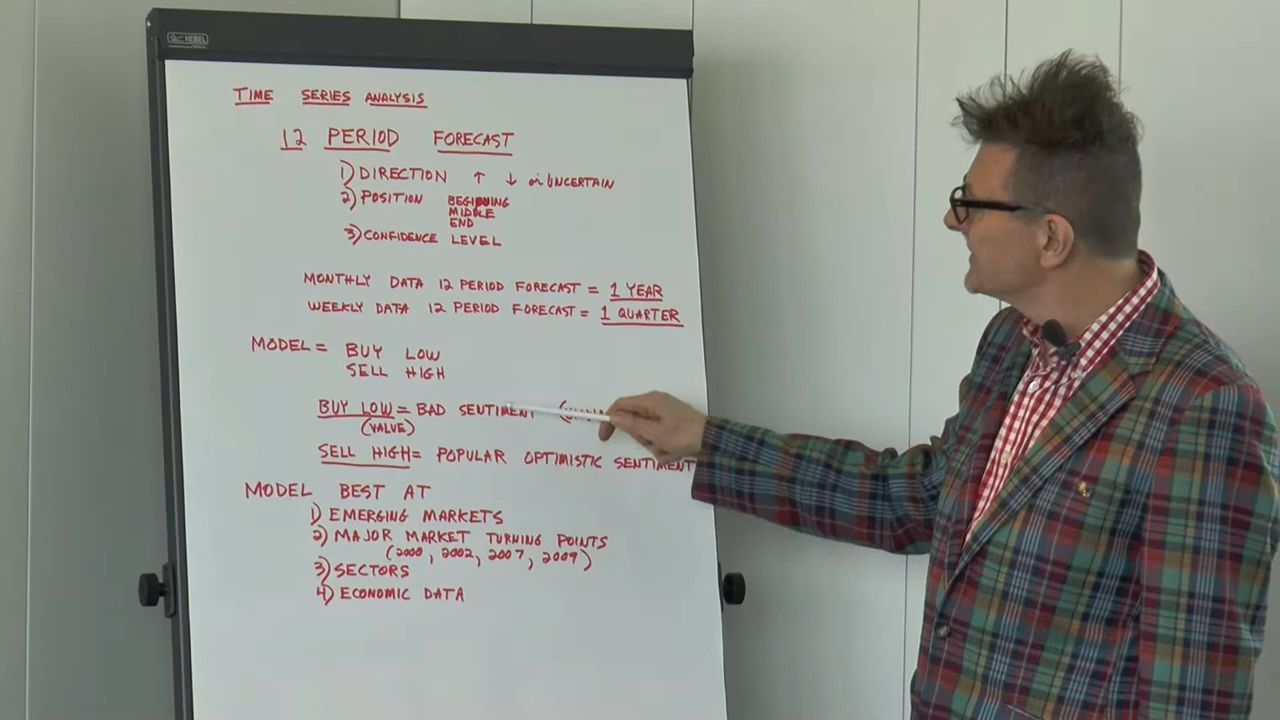 HEBEL
TIME SERIES ANALYSIS
12 PERIOD FORECAST
1) DIRECTION ↑ ↓ or UNCERTAIN
2) POSITION BEGINNING
MIDDLE
END
3) CONFIDENCE LEVEL
MONTHLY DATA 12 PERIOD FORECAST = 1 YEAR
WEEKLY DATA 12 PERIOD FORECAST = 1 QUARTER
MODEL = BUY LOW
SELL HIGH
BUY LOW = BAD SENTIMENT
(VALUE)
SELL HIGH = POPULAR OPTIMISTIC SENTIMENT
MODEL BEST AT
1) EMERGING MARKETS
2) MAJOR MARKET TURNING POINTS
(2000, 2002, 2007, 2009)
3) SECTORS
4) ECONOMIC DATA